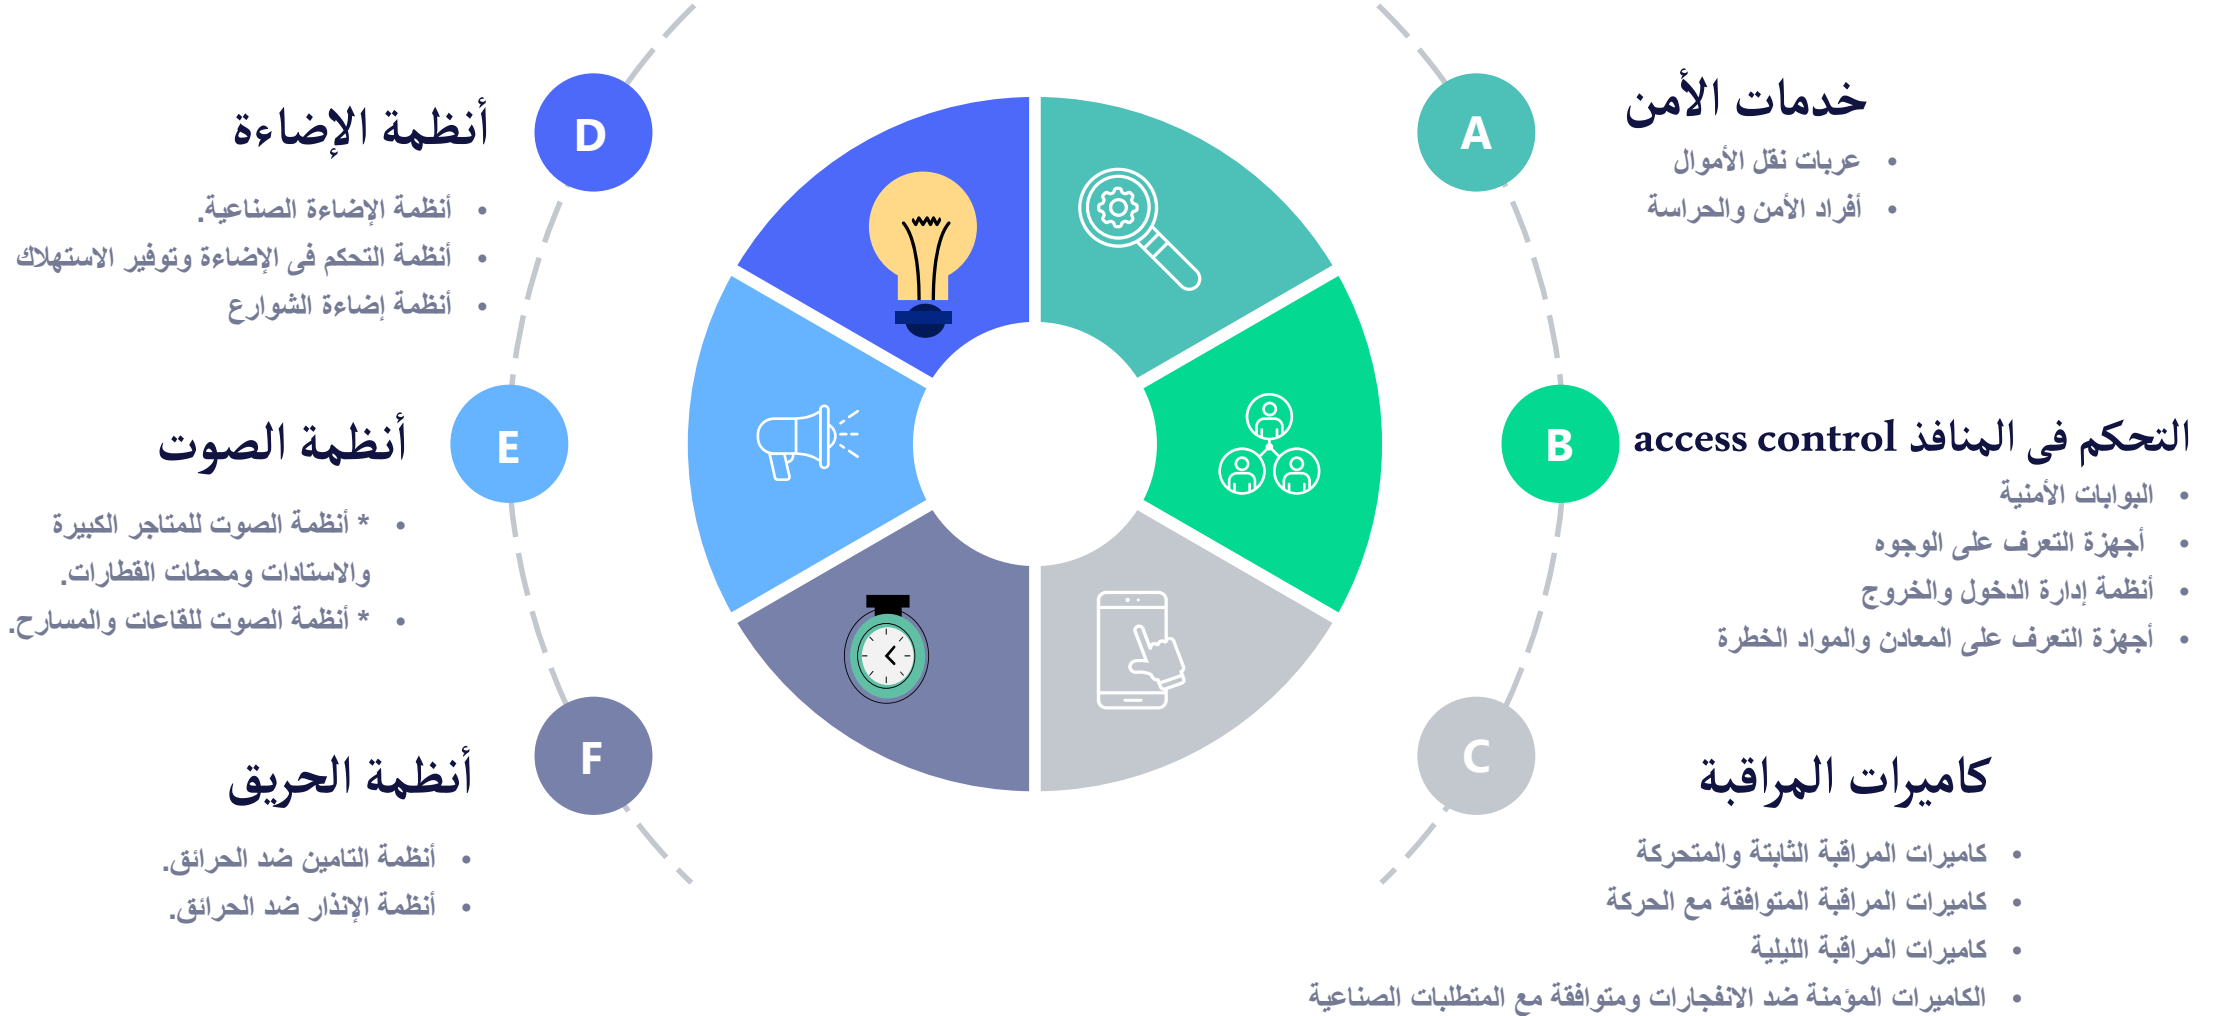 A
خدمات الأمن
• عربات نقل الأموال
• أفراد الأمن والحراسة
B
التحكم فى المنافذ access control
• البوابات الأمنية
• أجهزة التعرف على الوجوه
• أنظمة إدارة الدخول والخروج
• أجهزة التعرف على المعادن والمواد الخطرة
C
كاميرات المراقبة
• كاميرات المراقبة الثابتة والمتحركة
• كاميرات المراقبة المتوافقة مع الحركة
• كاميرات المراقبة الليلية
• الكاميرات المؤمنة ضد الانفجارات ومتوافقة مع المتطلبات الصناعية
D
أنظمة الإضاءة
• أنظمة الإضاءة الصناعية.
• أنظمة التحكم فى الإضاءة وتوفير الاستهلاك
• أنظمة إضاءة الشوارع
E
أنظمة الصوت
• * أنظمة الصوت للمتاجر الكبيرة
والاستادات ومحطات القطارات.
• * أنظمة الصوت للقاعات والمسارح.
F
أنظمة الحريق
• أنظمة التامين ضد الحرائق.
• أنظمة الإنذار ضد الحرائق.